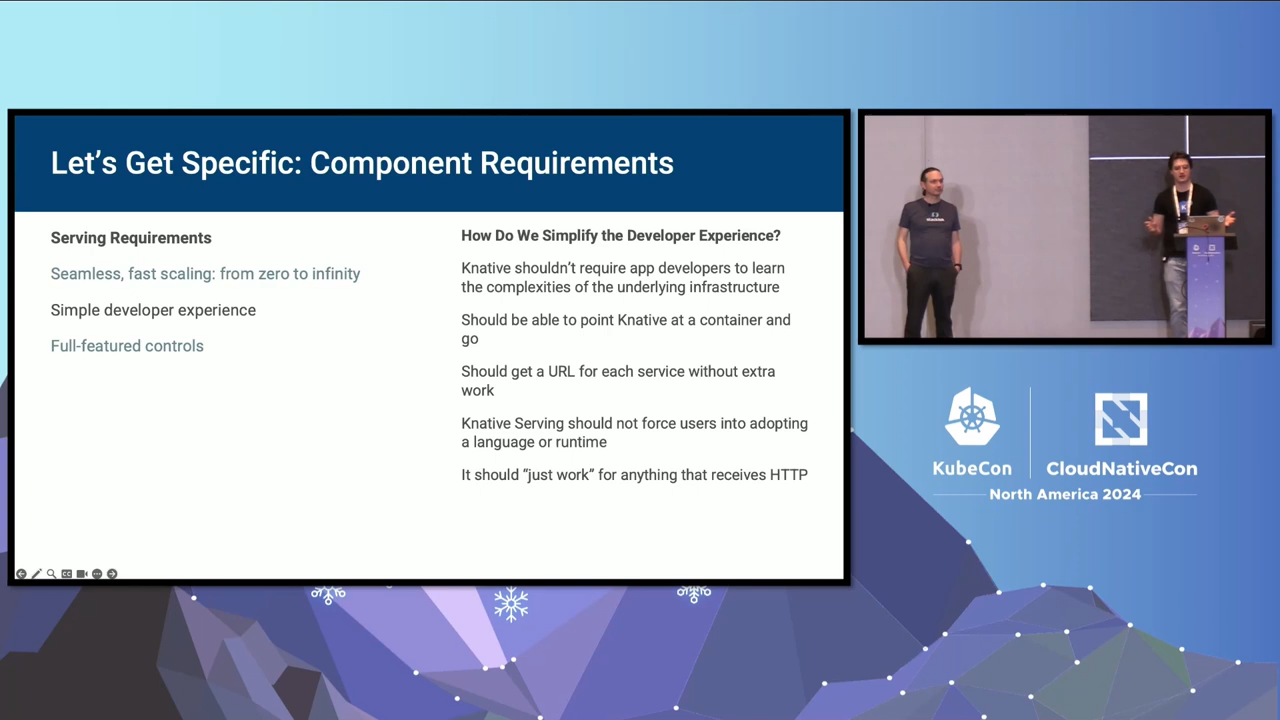 Let's Get Specific: Component Requirements
Serving Requirements
Seamless, fast scaling: from zero to infinity
Simple developer experience
Full-featured controls
How Do We Simplify the Developer Experience?
Knative shouldn't require app developers to learn
the complexities of the underlying infrastructure
Should be able to point Knative at a container and
go
Should get a URL for each service without extra
work
Knative Serving should not force users into adopting
a language or runtime
It should “just work” for anything that receives HTTP
KubeCon
CloudNativeCon
North America 2024